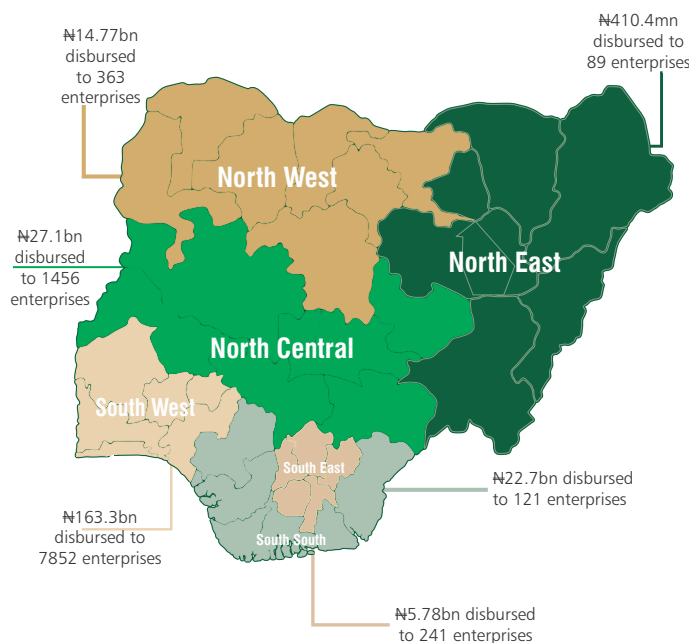 ₦14.77bn
disbursed
to 363
enterprises
₦410.4mn
disbursed to
89 enterprises
North West
₦27.1bn
disbursed
to 1456
enterprises
North East
North Central
South West
South East
₦22.7bn disbursed
to 121 enterprises
₦163.3bn
disbursed to
7852 enterprises
South South
₦5.78bn disbursed
to 241 enterprises